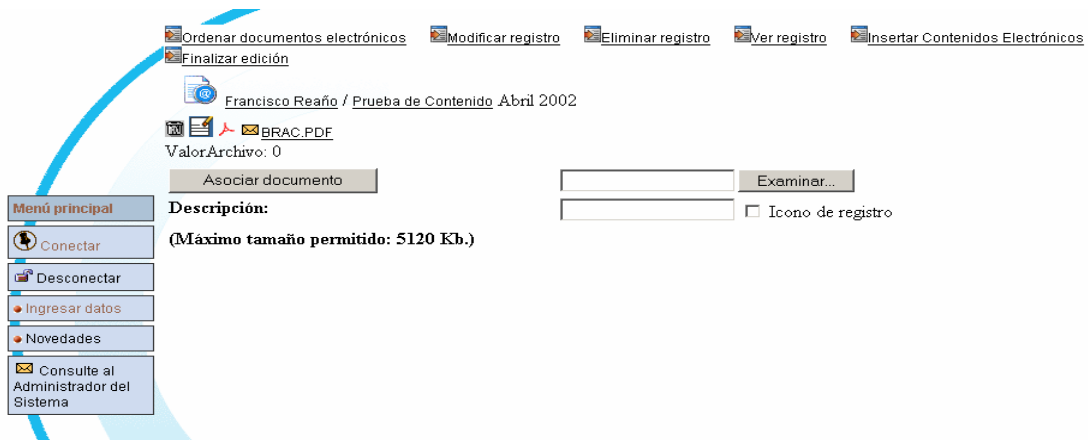 Ordenar documentos electrónicos Modificar registro Eliminar registro Ver registro Insertar Contenidos Electrónicos
Finalizar edición
Francisco Reaño / Prueba de Contenido Abril 2002
BRAC.PDF
ValorArchivo: 0
Asociar documento Examinar...
Descripción: Icono de registro
(Máximo tamaño permitido: 5120 Kb.)
Menú principal
Conectar
Desconectar
Ingresar datos
Novedades
Consulte al
Administrador del
Sistema